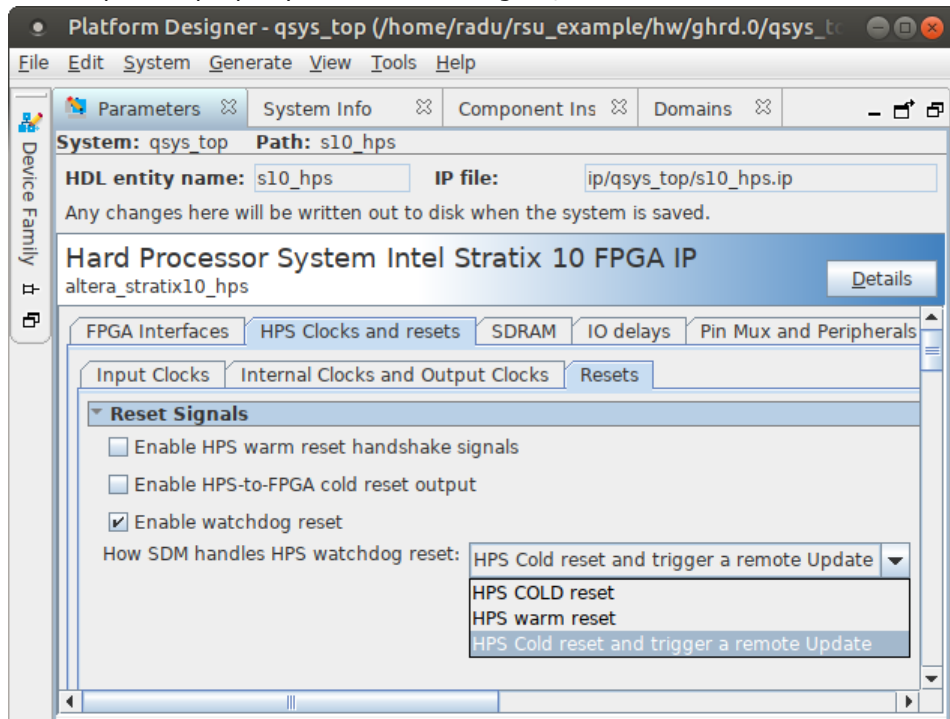 Platform Designer - qsys_top (/home/radu/rsu_example/hw/ghrd.0/qsys_t
File Edit System Generate View Tools Help
Parameters System Info Component Ins Domains
Device Family
System: qsys_top Path: s10_hps
HDL entity name: s10_hps IP file: ip/qsys_top/s10_hps.ip
Any changes here will be written out to disk when the system is saved.
Hard Processor System Intel Stratix 10 FPGA IP
altera_stratix10_hps
Details
FPGA Interfaces HPS Clocks and resets SDRAM IO delays Pin Mux and Peripherals
Input Clocks Internal Clocks and Output Clocks Resets
Reset Signals
Enable HPS warm reset handshake signals
Enable HPS-to-FPGA cold reset output
Enable watchdog reset
How SDM handles HPS watchdog reset: HPS Cold reset and trigger a remote Update
HPS COLD reset
HPS warm reset
HPS Cold reset and trigger a remote Update